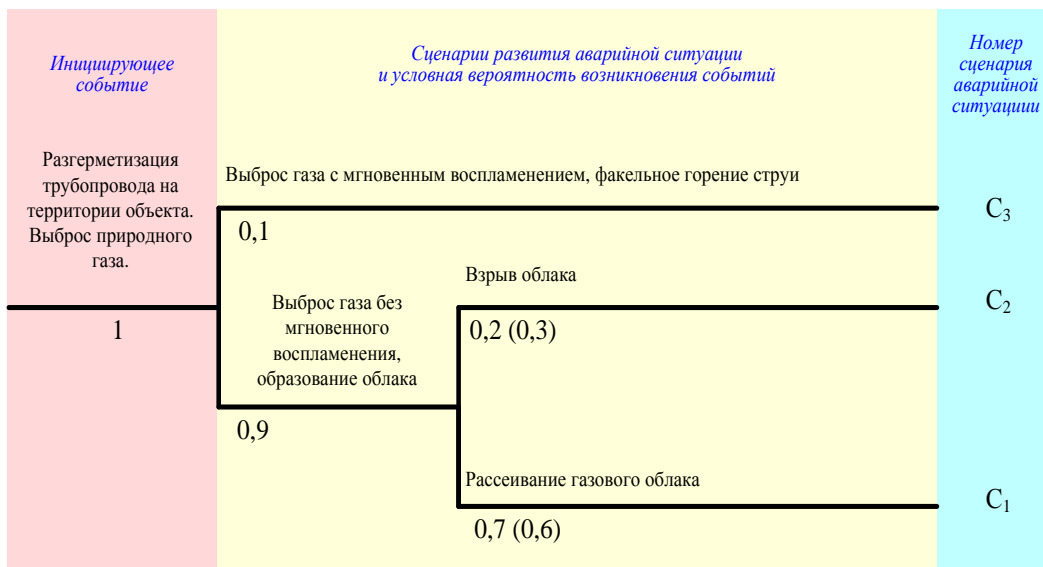 Инициирующее
событие
Сценарии развития аварийной ситуации
и условная вероятность возникновения событий
Номер
сценария
аварийной
ситуациии
Разгерметизация
трубопровода на
территории объекта.
Выброс природного
газа.
1
Выброс газа с мгновенным воспламенением, факельное горение струи
0,1
C₃
Выброс газа без
мгновенного
воспламенения,
образование облака
0,9
Взрыв облака
0,2 (0,3)
C₂
Рассеивание газового облака
0,7 (0,6)
C₁